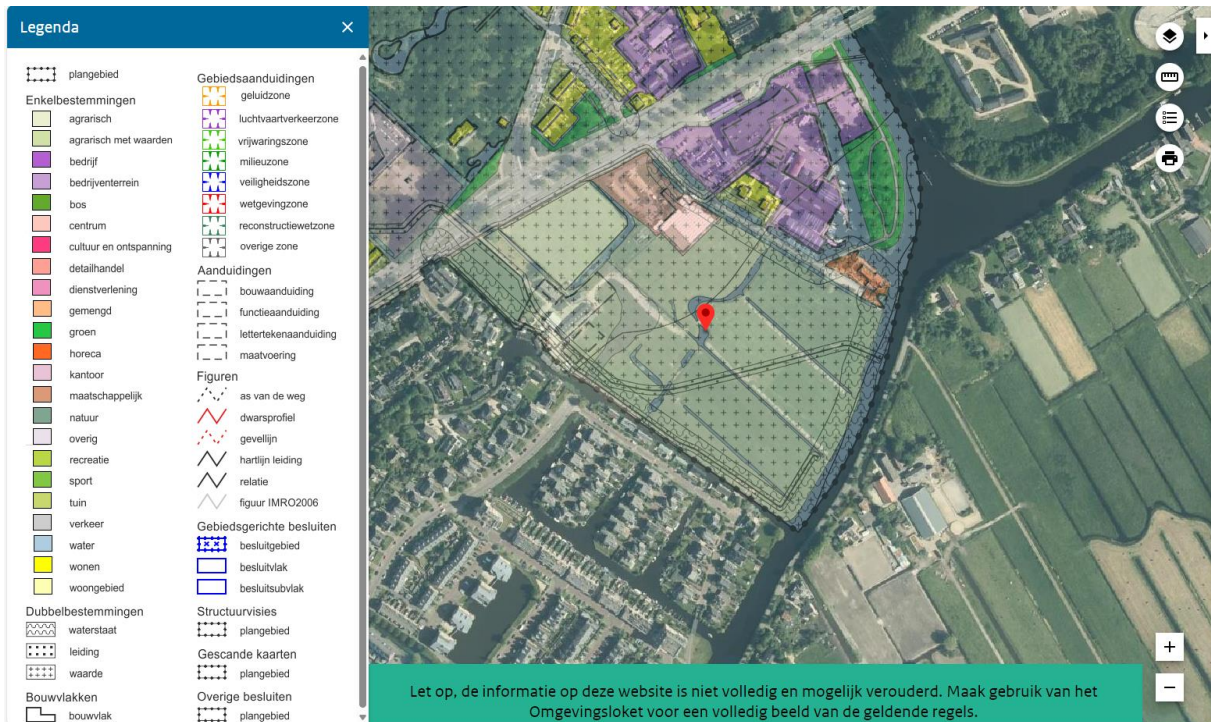 Legenda
plangebied
Enkelbestemmingen
agrarisch
agrarisch met waarden
bedrijf
bedrijventerrein
bos
centrum
cultuur en ontspanning
detailhandel
dienstverlening
gemengd
groen
horeca
kantoor
maatschappelijk
natuur
overig
recreatie
sport
tuin
verkeer
water
wonen
woongebied
Dubbelbestemmingen
waterstaat
leiding
waarde
Bouwvlakken
bouwvlak
Gebiedsaanduidingen
geluidzone
luchtvaartverkeerzone
vrijwaringszone
milieuzone
veiligheidszone
wetgevingzone
reconstructiewetzone
overige zone
Aanduidingen
bouwaanduiding
functieaanduiding
lettertekenaanduiding
maatvoering
Figuren
as van de weg
dwarsprofiel
gevellijn
hartlijn leiding
relatie
figuur IMRO2006
Gebiedsgerichte besluiten
besluitgebied
besluitvlak
besluitsubvlak
Structuurvisies
plangebied
Gescande kaarten
plangebied
Overige besluiten
plangebied
Let op, de informatie op deze website is niet volledig en mogelijk verouderd. Maak gebruik van het
Omgevingsloket voor een volledig beeld van de geldende regels.